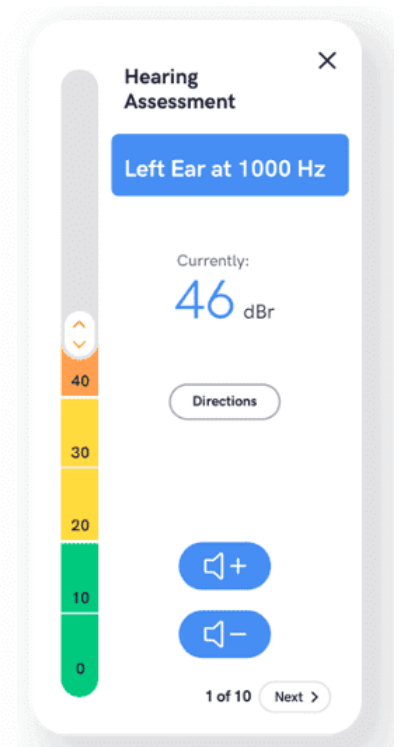 Hearing
Assessment
Left Ear at 1000 Hz
Currently:
46 dBr
Directions
40
30
20
10
0
1 of 10
Next